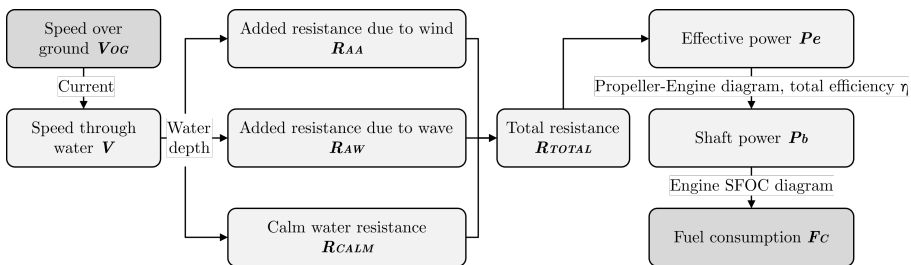 Speed over
ground VOG
Current
Speed through
water V
Water
depth
Added resistance due to wind
RAA
Added resistance due to wave
RAW
Calm water resistance
RCALM
Total resistance
RTOTAL
Effective power Pe
Propeller-Engine diagram, total efficiency η
Shaft power Pb
Engine SFOC diagram
Fuel consumption FC